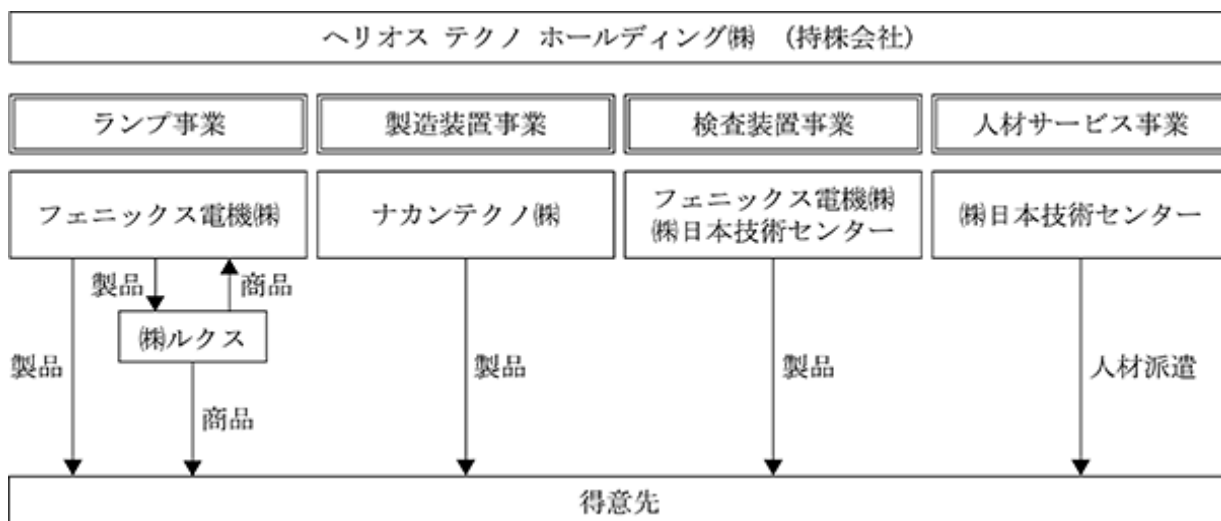 ヘリオス テクノ ホールディング㈱ (持株会社)
ランプ事業
製造装置事業
検査装置事業
人材サービス事業
フェニックス電機㈱
ナカンテクノ㈱
フェニックス電機㈱
㈱日本技術センター
㈱日本技術センター
製品
商品
㈱ルクス
製品
商品
製品
製品
人材派遣
得意先